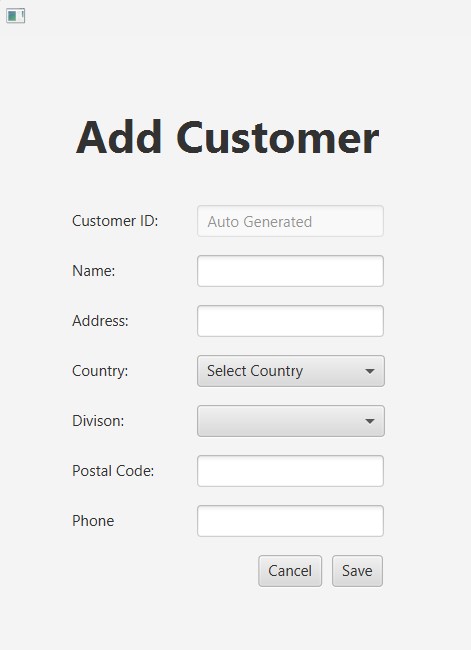 Add Customer
Customer ID: Auto Generated
Name:
Address:
Country: Select Country
Divison:
Postal Code:
Phone
Cancel Save